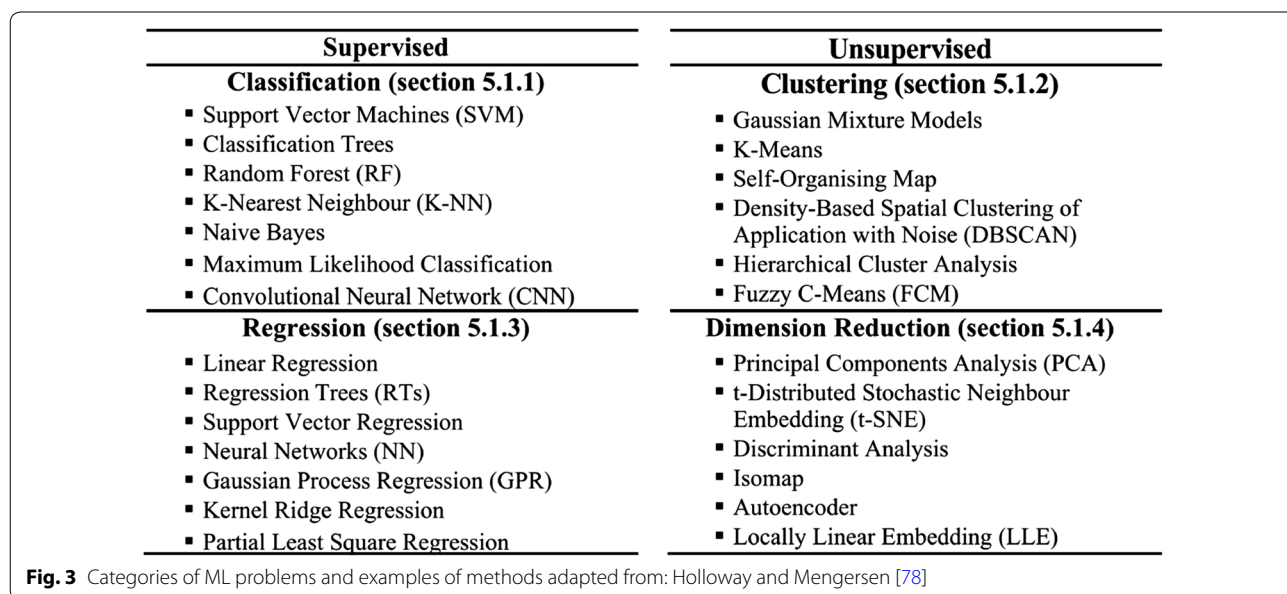 Supervised
Classification (section 5.1.1)
▪ Support Vector Machines (SVM)
▪ Classification Trees
▪ Random Forest (RF)
▪ K-Nearest Neighbour (K-NN)
▪ Naive Bayes
▪ Maximum Likelihood Classification
▪ Convolutional Neural Network (CNN)
Regression (section 5.1.3)
▪ Linear Regression
▪ Regression Trees (RTs)
▪ Support Vector Regression
▪ Neural Networks (NN)
▪ Gaussian Process Regression (GPR)
▪ Kernel Ridge Regression
▪ Partial Least Square Regression
Unsupervised
Clustering (section 5.1.2)
▪ Gaussian Mixture Models
▪ K-Means
▪ Self-Organising Map
▪ Density-Based Spatial Clustering of
Application with Noise (DBSCAN)
▪ Hierarchical Cluster Analysis
▪ Fuzzy C-Means (FCM)
Dimension Reduction (section 5.1.4)
▪ Principal Components Analysis (PCA)
▪ t-Distributed Stochastic Neighbour
Embedding (t-SNE)
▪ Discriminant Analysis
▪ Isomap
▪ Autoencoder
▪ Locally Linear Embedding (LLE)
Fig. 3 Categories of ML problems and examples of methods adapted from: Holloway and Mengersen [78]